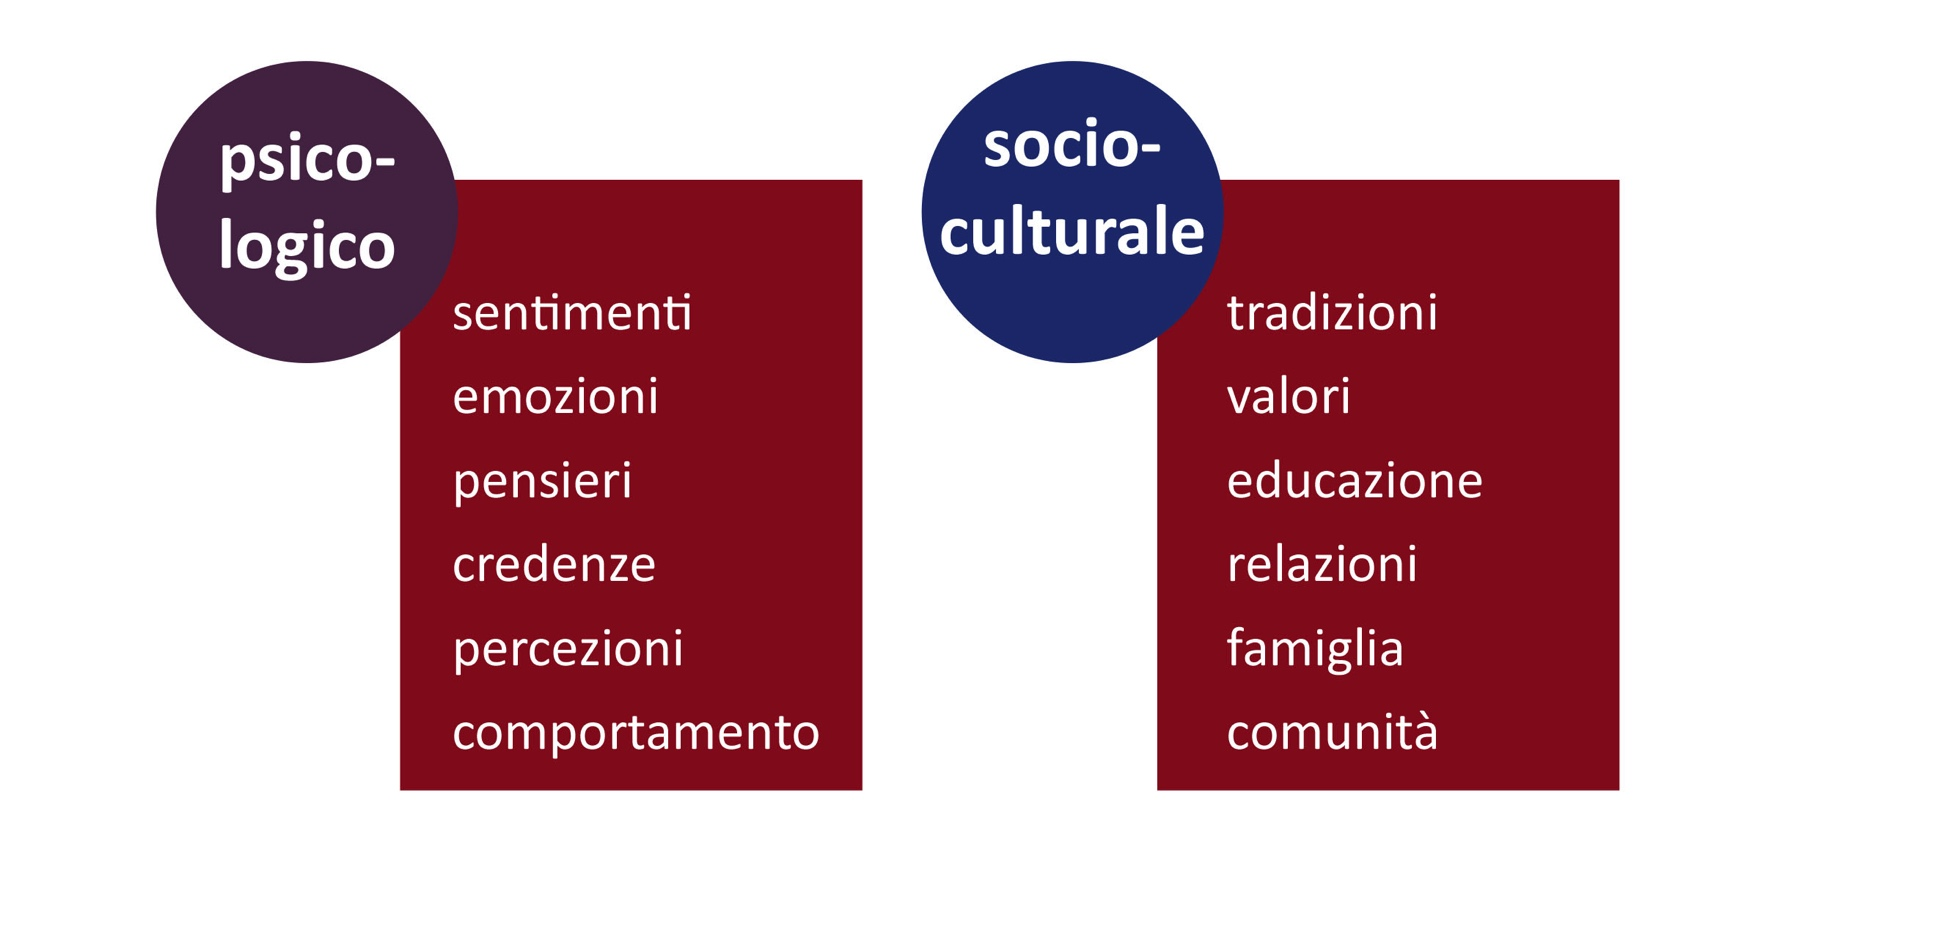 psico-
logico
sentimenti
emozioni
pensieri
credenze
percezioni
comportamento
socio-
culturale
tradizioni
valori
educazione
relazioni
famiglia
comunità